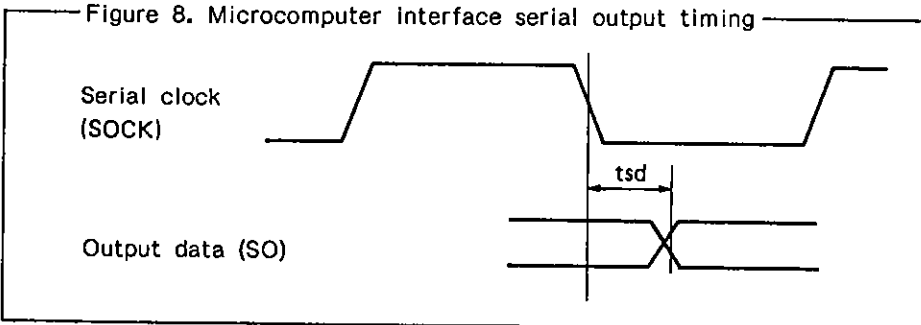 Figure 8. Microcomputer interface serial output timing
Serial clock
(SOCK)
tsd
Output data (SO)